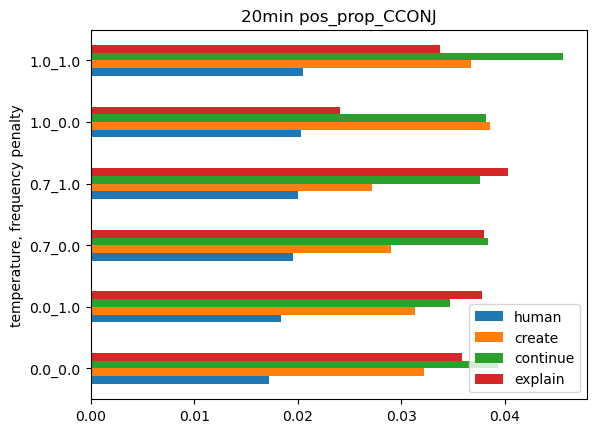 20min pos_prop_CCONJ
temperature, frequency penalty
1.0_1.0
1.0_0.0
0.7_1.0
0.7_0.0
0.0_1.0
0.0_0.0
human
create
continue
explain
0.00 0.01 0.02 0.03 0.04